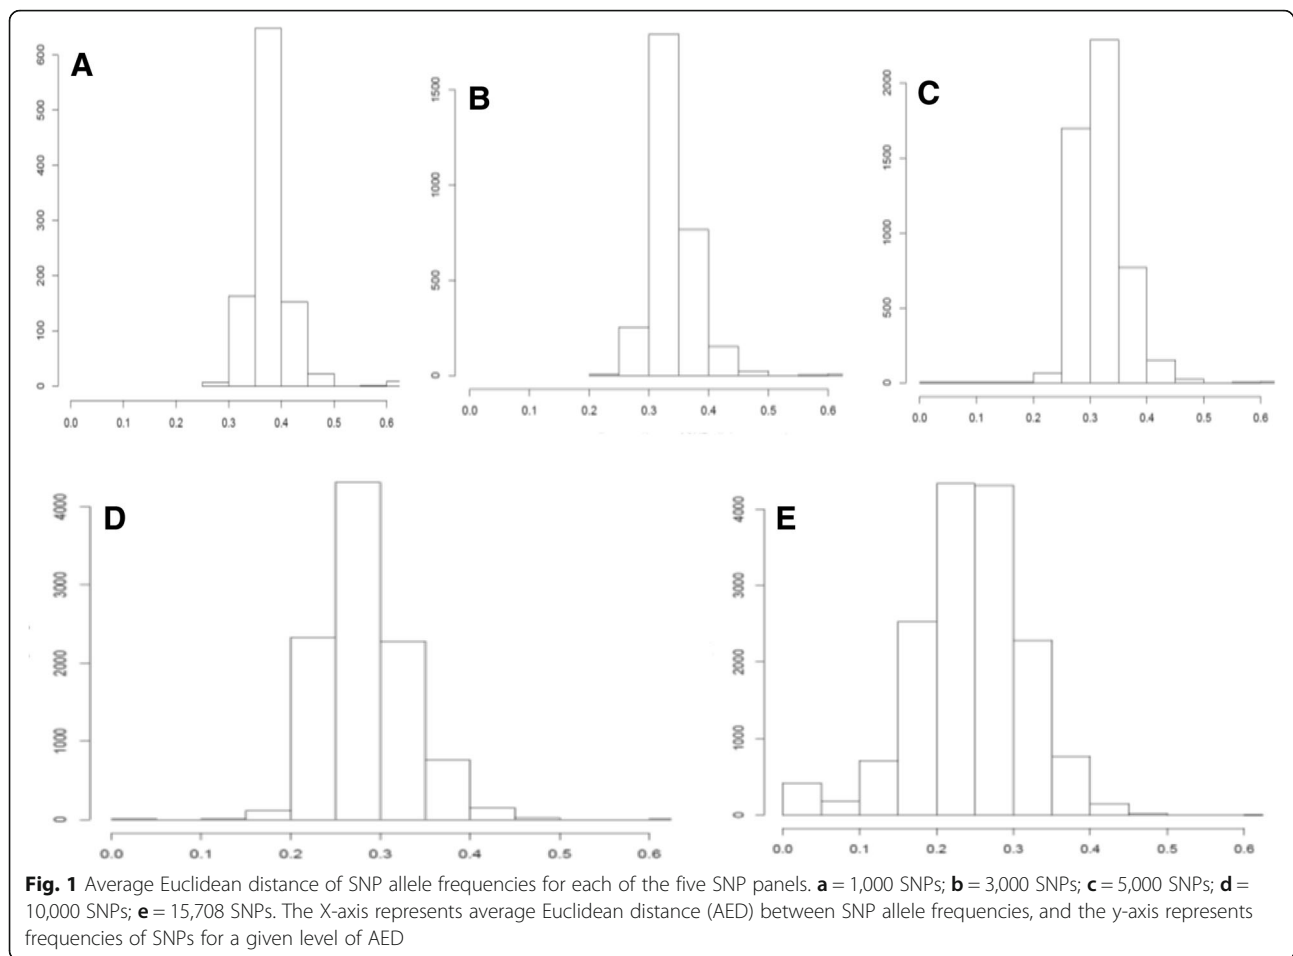 A
600
500
400
300
200
100
0
0.0 0.1 0.2 0.3 0.4 0.5 0.6
B
1500
1000
500
0
0.0 0.1 0.2 0.3 0.4 0.5 0.6
C
2000
1500
1000
500
0
0.0 0.1 0.2 0.3 0.4 0.5 0.6
D
4000
3000
2000
1000
0
0.0 0.1 0.2 0.3 0.4 0.5 0.6
E
4000
3000
2000
1000
0
0.0 0.1 0.2 0.3 0.4 0.5 0.6
Fig. 1 Average Euclidean distance of SNP allele frequencies for each of the five SNP panels. a = 1,000 SNPs; b = 3,000 SNPs; c = 5,000 SNPs; d =
10,000 SNPs; e = 15,708 SNPs. The X-axis represents average Euclidean distance (AED) between SNP allele frequencies, and the y-axis represents
frequencies of SNPs for a given level of AED